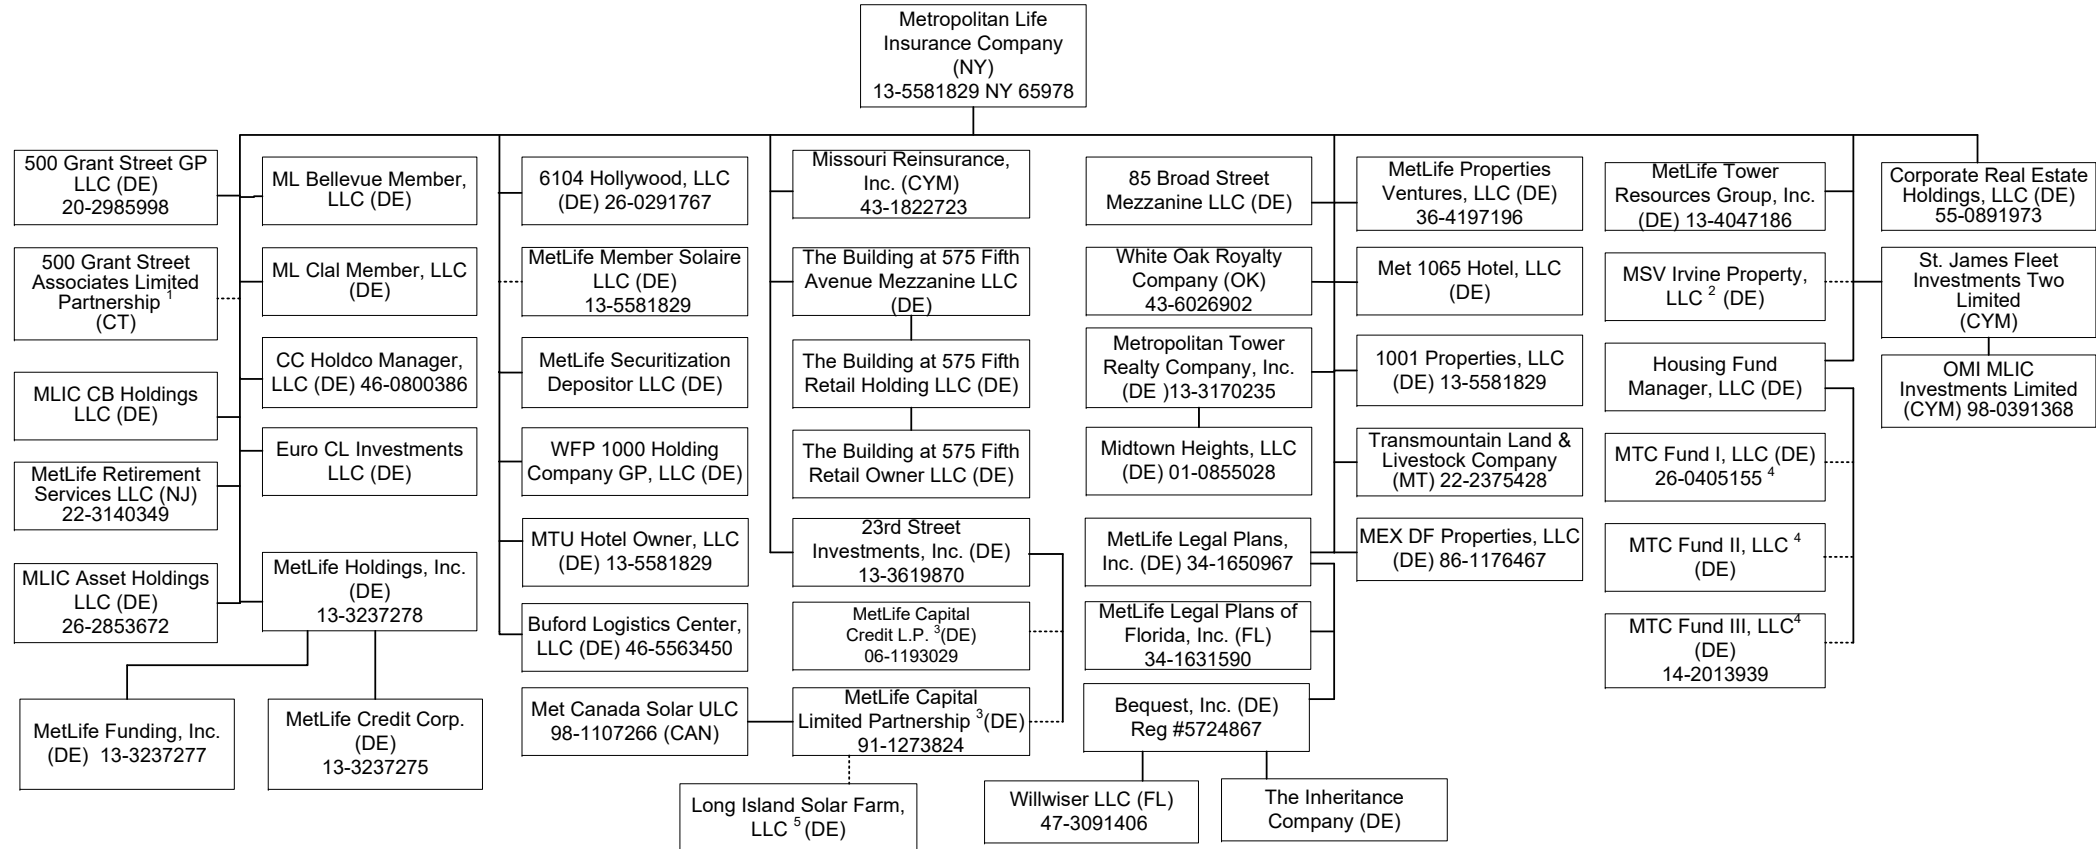 Metropolitan Life
Insurance Company
(NY)
13-5581829 NY 65978
500 Grant Street GP
LLC (DE)
20-2985998
500 Grant Street
Associates Limited
Partnership 1
(CT)
MLIC CB Holdings
LLC (DE)
MetLife Retirement
Services LLC (NJ)
22-3140349
MLIC Asset Holdings
LLC (DE)
26-2853672
ML Bellevue Member,
LLC (DE)
ML Clal Member, LLC
(DE)
CC Holdco Manager,
LLC (DE) 46-0800386
Euro CL Investments
LLC (DE)
MetLife Holdings, Inc.
(DE)
13-3237278
MetLife Funding, Inc.
(DE) 13-3237277
MetLife Credit Corp.
(DE)
13-3237275
6104 Hollywood, LLC
(DE) 26-0291767
MetLife Member Solaire
LLC (DE)
13-5581829
MetLife Securitization
Depositor LLC (DE)
WFP 1000 Holding
Company GP, LLC (DE)
MTU Hotel Owner, LLC
(DE) 13-5581829
Buford Logistics Center,
LLC (DE) 46-5563450
Met Canada Solar ULC
98-1107266 (CAN)
Missouri Reinsurance,
Inc. (CYM)
43-1822723
The Building at 575 Fifth
Avenue Mezzanine LLC
(DE)
The Building at 575 Fifth
Retail Holding LLC (DE)
The Building at 575 Fifth
Retail Owner LLC (DE)
23rd Street
Investments, Inc. (DE)
13-3619870
MetLife Capital
Credit L.P. 3(DE)
06-1193029
MetLife Capital
Limited Partnership 3(DE)
91-1273824
Long Island Solar Farm,
LLC 5 (DE)
85 Broad Street
Mezzanine LLC (DE)
White Oak Royalty
Company (OK)
43-6026902
Metropolitan Tower
Realty Company, Inc.
(DE )13-3170235
Midtown Heights, LLC
(DE) 01-0855028
MetLife Legal Plans,
Inc. (DE) 34-1650967
MetLife Legal Plans of
Florida, Inc. (FL)
34-1631590
Bequest, Inc. (DE)
Reg #5724867
Willwiser LLC (FL)
47-3091406
The Inheritance
Company (DE)
MetLife Properties
Ventures, LLC (DE)
36-4197196
Met 1065 Hotel, LLC
(DE)
1001 Properties, LLC
(DE) 13-5581829
Transmountain Land &
Livestock Company
(MT) 22-2375428
MEX DF Properties, LLC
(DE) 86-1176467
MetLife Tower
Resources Group, Inc.
(DE) 13-4047186
MSV Irvine Property,
LLC 2 (DE)
Housing Fund
Manager, LLC (DE)
MTC Fund I, LLC (DE)
26-0405155 4
MTC Fund II, LLC 4
(DE)
MTC Fund III, LLC4
(DE)
14-2013939
Corporate Real Estate
Holdings, LLC (DE)
55-0891973
St. James Fleet
Investments Two
Limited
(CYM)
OMI MLIC
Investments Limited
(CYM) 98-0391368